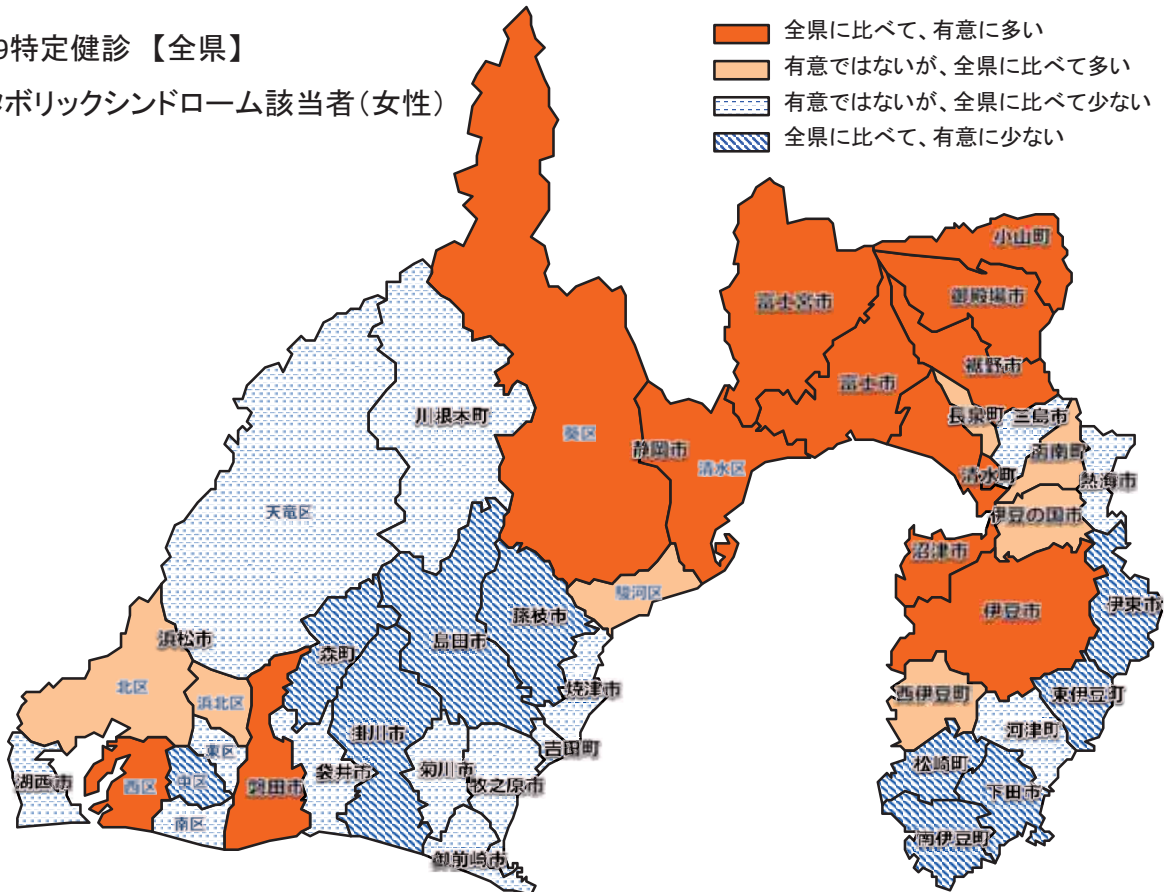 9特定健診 【全県】
タボリックシンドローム該当者(女性)
全県に比べて、有意に多い
有意ではないが、全県に比べて多い
有意ではないが、全県に比べて少ない
全県に比べて、有意に少ない
小山町
御殿場市
富士宮市
裾野市
富士市
長泉町
三島市
川根本町
葵区
静岡市
清水区
函南町
清水町
熱海市
天竜区
伊豆の国市
沼津市
駿河区
伊豆市
伊東市
藤枝市
浜松市
島田市
森町
北区
浜北区
焼津市
西伊豆町
東伊豆町
掛川市
河津町
東区
吉田町
湖西市
西区
中区
磐田市
袋井市
菊川市
牧之原市
松崎町
下田市
南区
南伊豆町
御前崎市